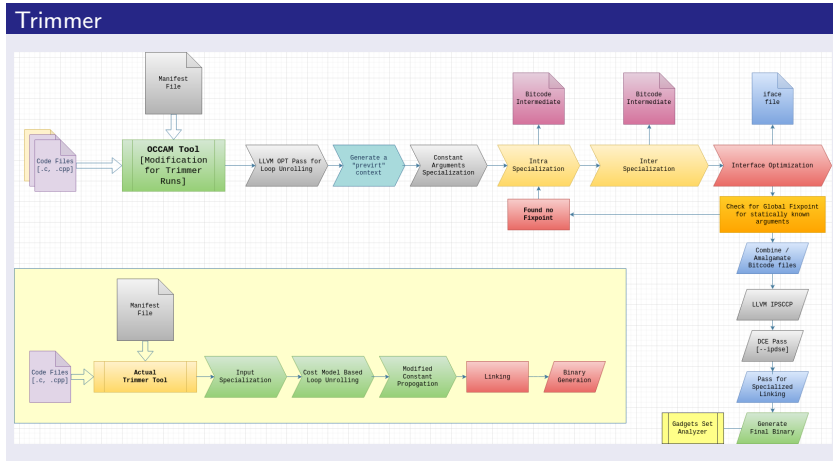 Trimmer
Manifest
File
Bitcode
Intermediate
Bitcode
Intermediate
iface
file
Code Files
[.c, .cpp]
OCCAM Tool
[Modification
for Trimmer
Runs]
LLVM OPT Pass for
Loop Unrolling
Generate a
"previrt"
context
Constant
Arguments
Specialization
Intra
Specialization
Inter
Specialization
Interface Optimization
Found no
Fixpoint
Check for Global Fixpoint
for statically known
arguments
Combine /
Amalgamate
Bitcode files
LLVM IPSCCP
DCE Pass
[--ipdse]
Pass for
Specialized
Linking
Gadgets Set
Analyzer
Generate
Final Binary
Manifest
File
Code Files
[.c, .cpp]
Actual
Trimmer Tool
Input
Specialization
Cost Model Based
Loop Unrolling
Modified
Constant
Propogation
Linking
Binary
Generaion